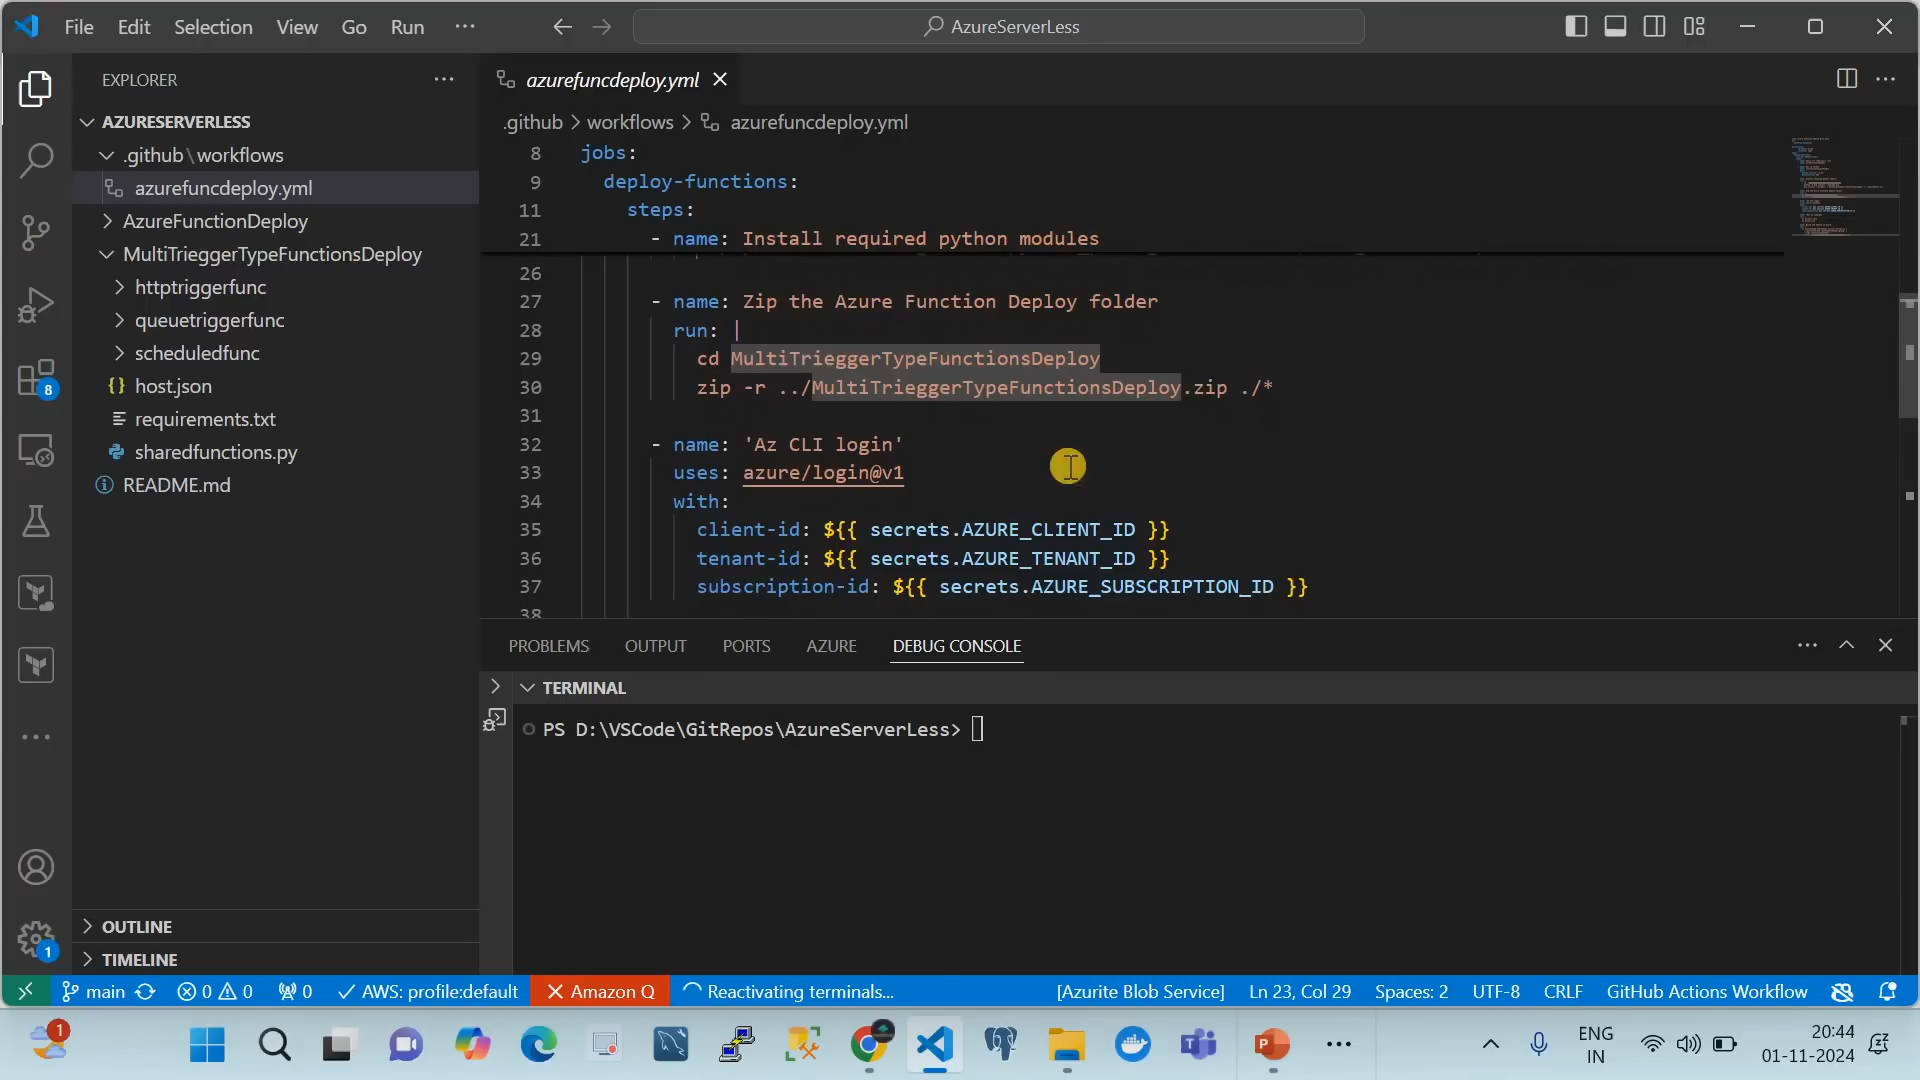 File Edit Selection View Go Run ··· AzureServerLess
EXPLORER
AZURESERVERLESS
.github\workflows
azurefuncdeploy.yml
AzureFunctionDeploy
MultiTrieggerTypeFunctionsDeploy
httptriggerfunc
queuetriggerfunc
scheduledfunc
host.json
requirements.txt
sharedfunctions.py
README.md
OUTLINE
TIMELINE
8
1
azurefuncdeploy.yml
.github > workflows > azurefuncdeploy.yml
8 jobs:
9 deploy-functions:
11 steps:
21 - name: Install required python modules
26
27 - name: Zip the Azure Function Deploy folder
28 run: |
29 cd MultiTrieggerTypeFunctionsDeploy
30 zip -r ../MultiTrieggerTypeFunctionsDeploy.zip ./*
31
32 - name: 'Az CLI login'
33 uses: azure/login@v1
34 with:
35 client-id: ${{ secrets.AZURE_CLIENT_ID }}
36 tenant-id: ${{ secrets.AZURE_TENANT_ID }}
37 subscription-id: ${{ secrets.AZURE_SUBSCRIPTION_ID }}
38
PROBLEMS OUTPUT PORTS AZURE DEBUG CONSOLE
TERMINAL
PS D:\VSCode\GitRepos\AzureServerLess>
main 0 0 0 AWS: profile:default Amazon Q Reactivating terminals... [Azurite Blob Service] Ln 23, Col 29 Spaces: 2 UTF-8 CRLF GitHub Actions Workflow
1 ENG 20:44
IN 01-11-2024